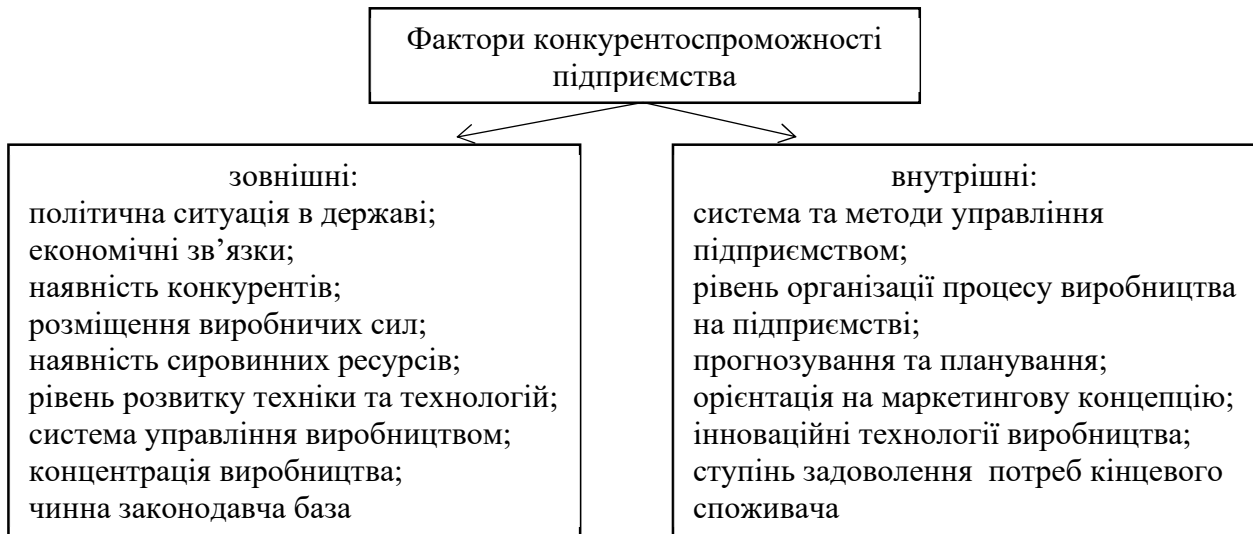 Фактори конкурентоспроможності
підприємства
зовнішні:
політична ситуація в державі;
економічні зв’язки;
наявність конкурентів;
розміщення виробничих сил;
наявність сировинних ресурсів;
рівень розвитку техніки та технологій;
система управління виробництвом;
концентрація виробництва;
чинна законодавча база
внутрішні:
система та методи управління
підприємством;
рівень організації процесу виробництва
на підприємстві;
прогнозування та планування;
орієнтація на маркетингову концепцію;
інноваційні технології виробництва;
ступінь задоволення  потреб кінцевого
споживача